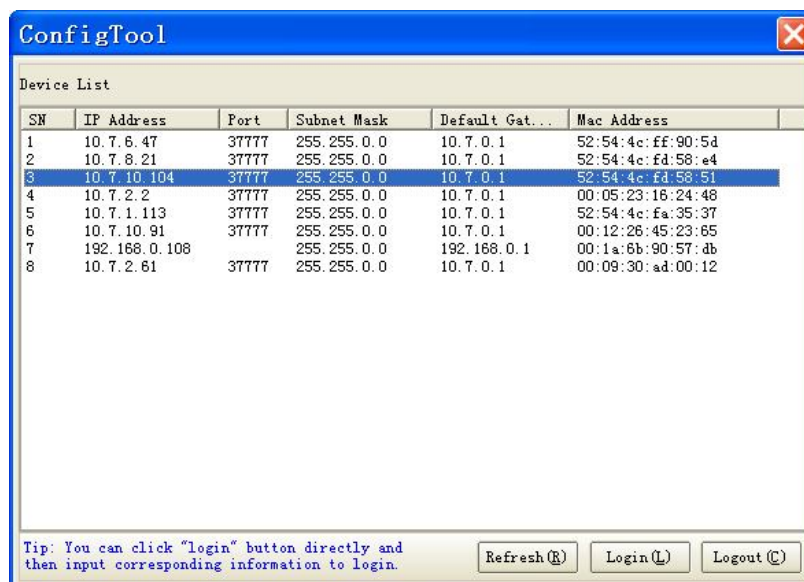 ConfigTool
Device List
SN IP Address Port Subnet Mask Default Gat... Mac Address
1 10.7.6.47 37777 255.255.0.0 10.7.0.1 52:54:4c:ff:90:5d
2 10.7.8.21 37777 255.255.0.0 10.7.0.1 52:54:4c:fd:58:e4
3 10.7.10.104 37777 255.255.0.0 10.7.0.1 52:54:4c:fd:58:51
4 10.7.2.2 37777 255.255.0.0 10.7.0.1 00:05:23:16:24:48
5 10.7.1.113 37777 255.255.0.0 10.7.0.1 52:54:4c:fa:35:37
6 10.7.10.91 37777 255.255.0.0 10.7.0.1 00:12:26:45:23:65
7 192.168.0.108 255.255.0.0 192.168.0.1 00:1a:6b:90:57:db
8 10.7.2.61 37777 255.255.0.0 10.7.0.1 00:09:30:ad:00:12
Tip: You can click "login" button directly and
then input corresponding information to login.
Refresh(R) Login(L) Logout(C)